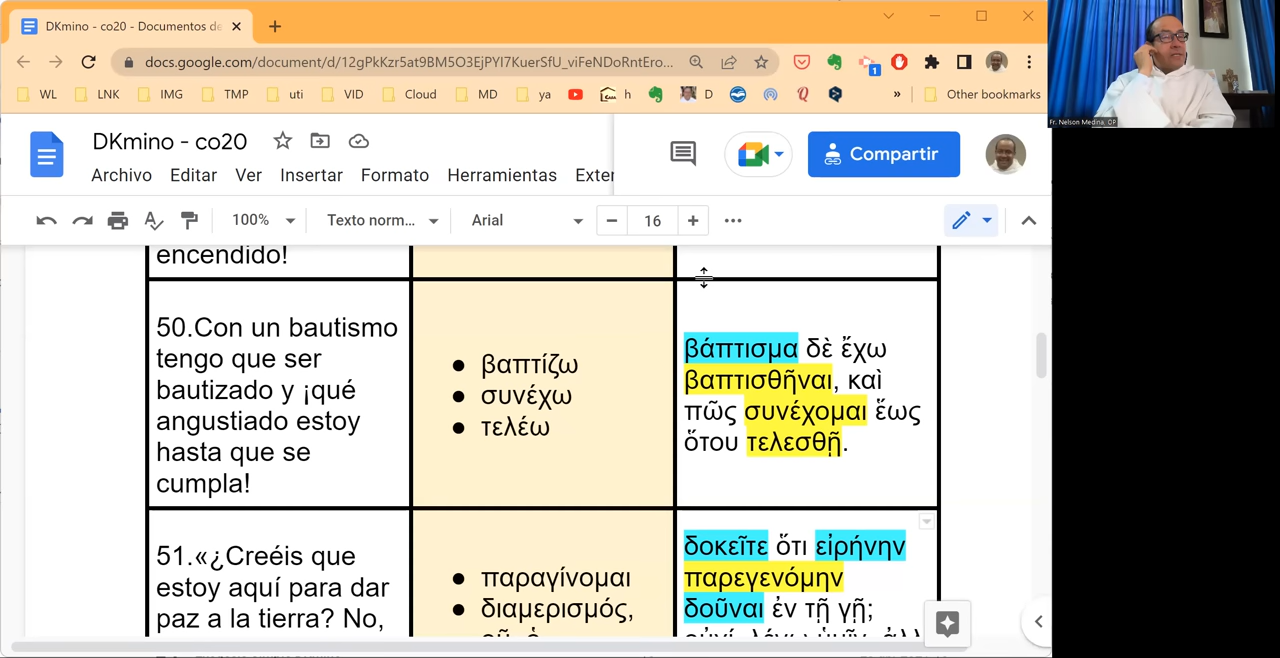 DKmino - co20 - Documentos de
docs.google.com/document/d/12gPkKzr5at9BM5O3EjPYI7KuerSfU_viFeNDoRntEro...
1
WL LNK IMG TMP uti VID Cloud MD ya h D » Other bookmarks
Fr. Nelson Medina, OP
DKmino - co20
Compartir
Archivo Editar Ver Insertar Formato Herramientas Exter
100% Texto norm... Arial 16
encendido!
50.Con un bautismo
tengo que ser
bautizado y ¡qué
angustiado estoy
hasta que se
cumpla!
● βαπτίζω
● συνέχω
● τελέω
βάπτισμα δὲ ἔχω
βαπτισθῆναι, καὶ
πῶς συνέχομαι ἕως
ὅτου τελεσθῇ.
51.«¿Creéis que
estoy aquí para dar
paz a la tierra? No,
● παραγίνομαι
● διαμερισμός,
δοκεῖτε ὅτι εἰρήνην
παρεγενόμην
δοῦναι ἐν τῇ γῇ;